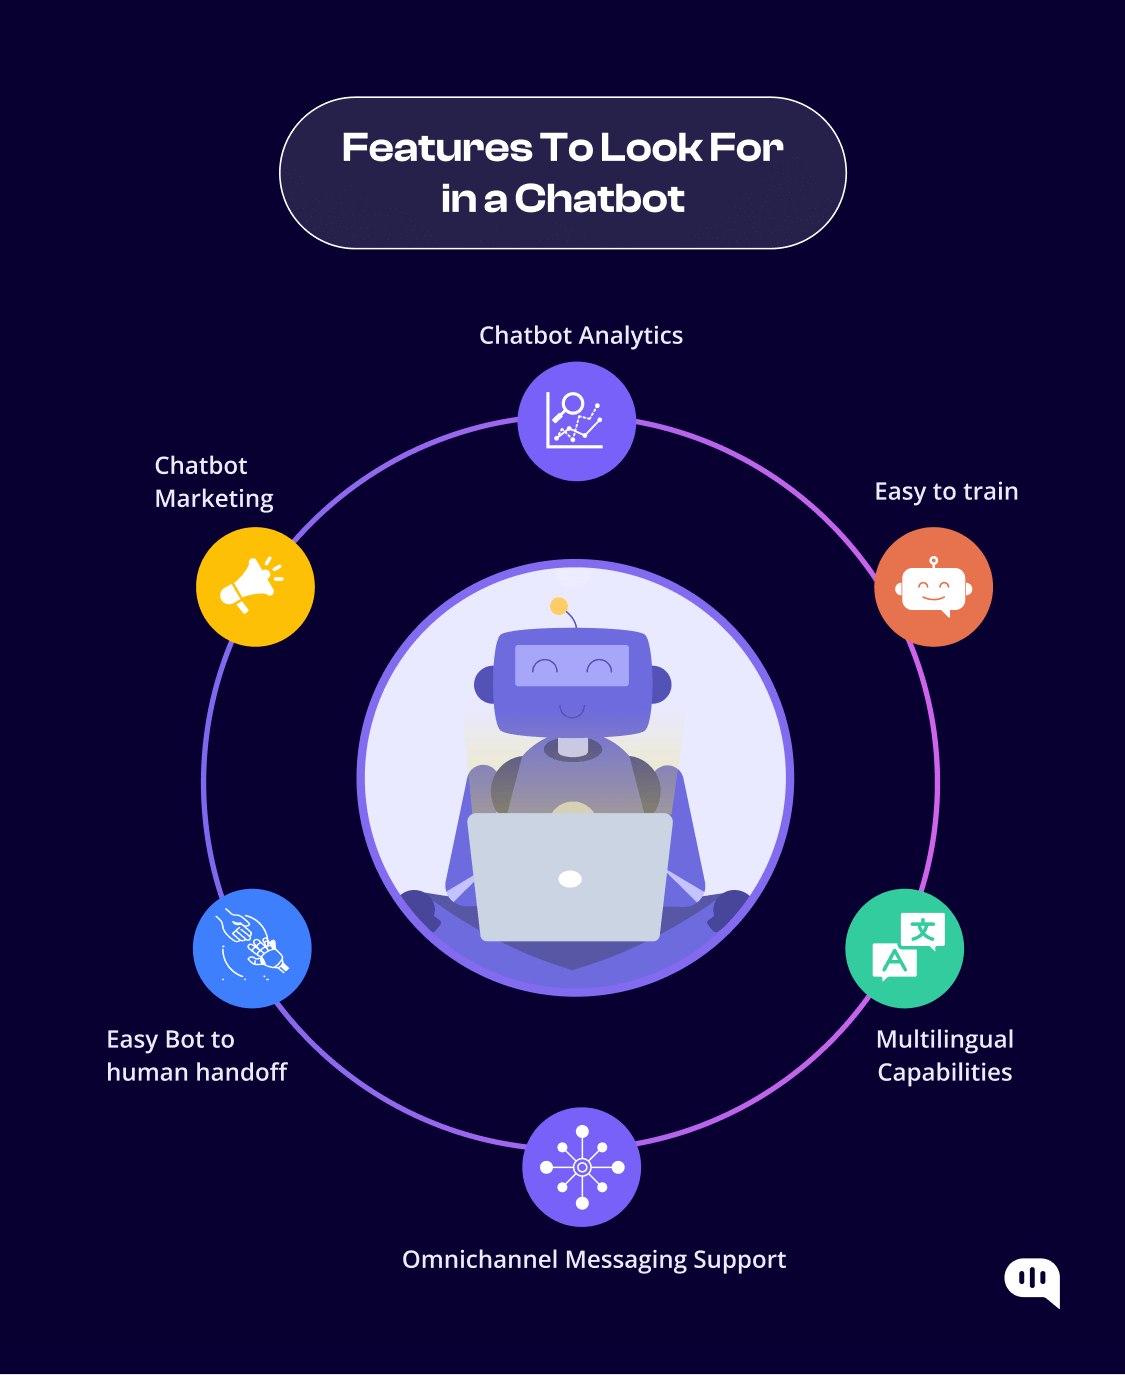 Features To Look For
in a Chatbot
Chatbot Analytics
Chatbot
Marketing
Easy to train
文
A
Easy Bot to
human handoff
Multilingual
Capabilities
Omnichannel Messaging Support